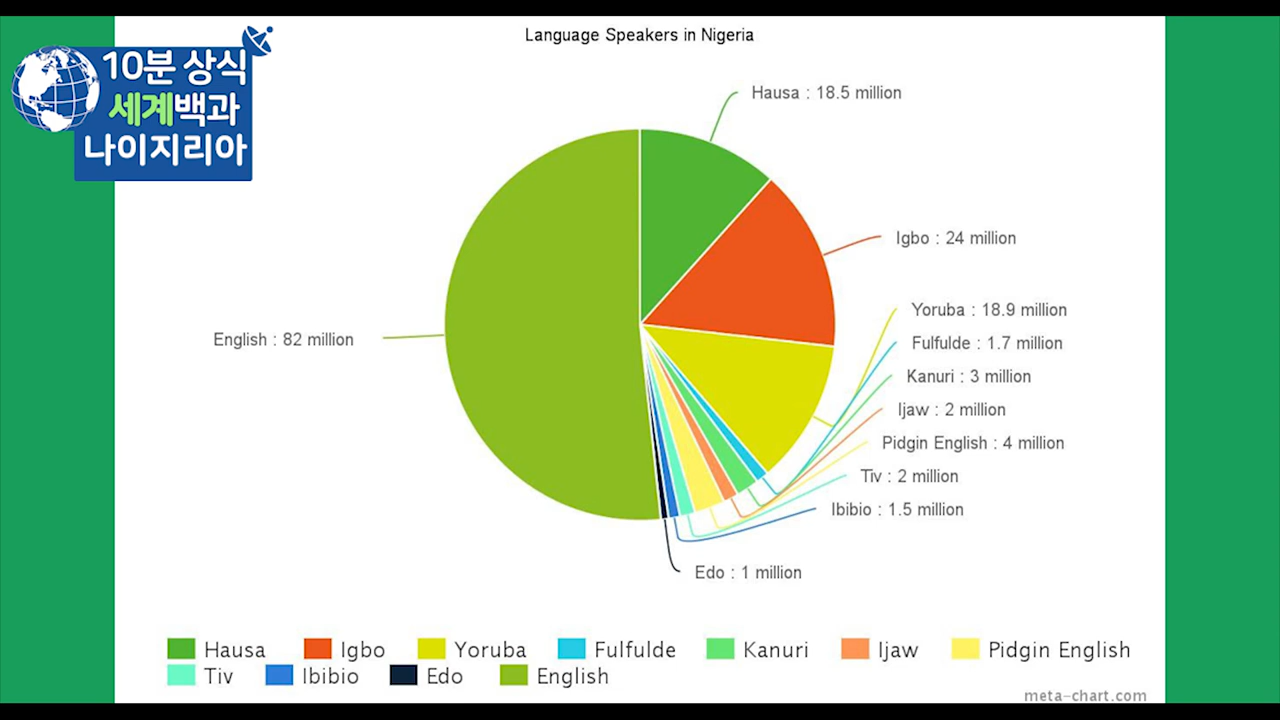 10분 상식
세계백과
나이지리아
Language Speakers in Nigeria
Hausa : 18.5 million
Igbo : 24 million
Yoruba : 18.9 million
Fulfulde : 1.7 million
English : 82 million
Kanuri : 3 million
Ijaw : 2 million
Pidgin English : 4 million
Tiv : 2 million
Ibibio : 1.5 million
Edo : 1 million
Hausa Igbo Yoruba Fulfulde Kanuri Ijaw Pidgin English
Tiv Ibibio Edo English
meta-chart.com